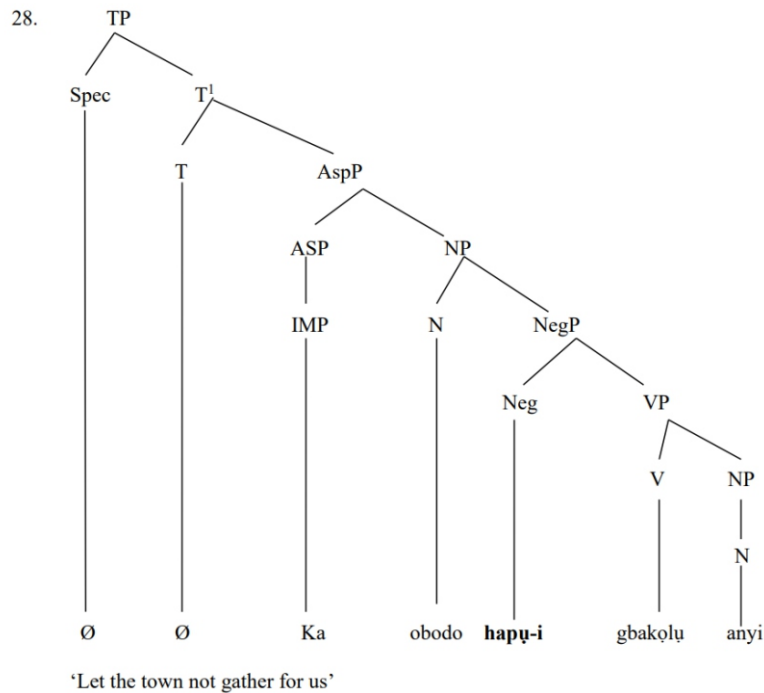 28. TP
Spec T¹
T AspP
ASP NP
IMP N NegP
Neg VP
V NP
N
Ø Ø Ka obodo hapụ-i gbakọlụ anyi
‘Let the town not gather for us’